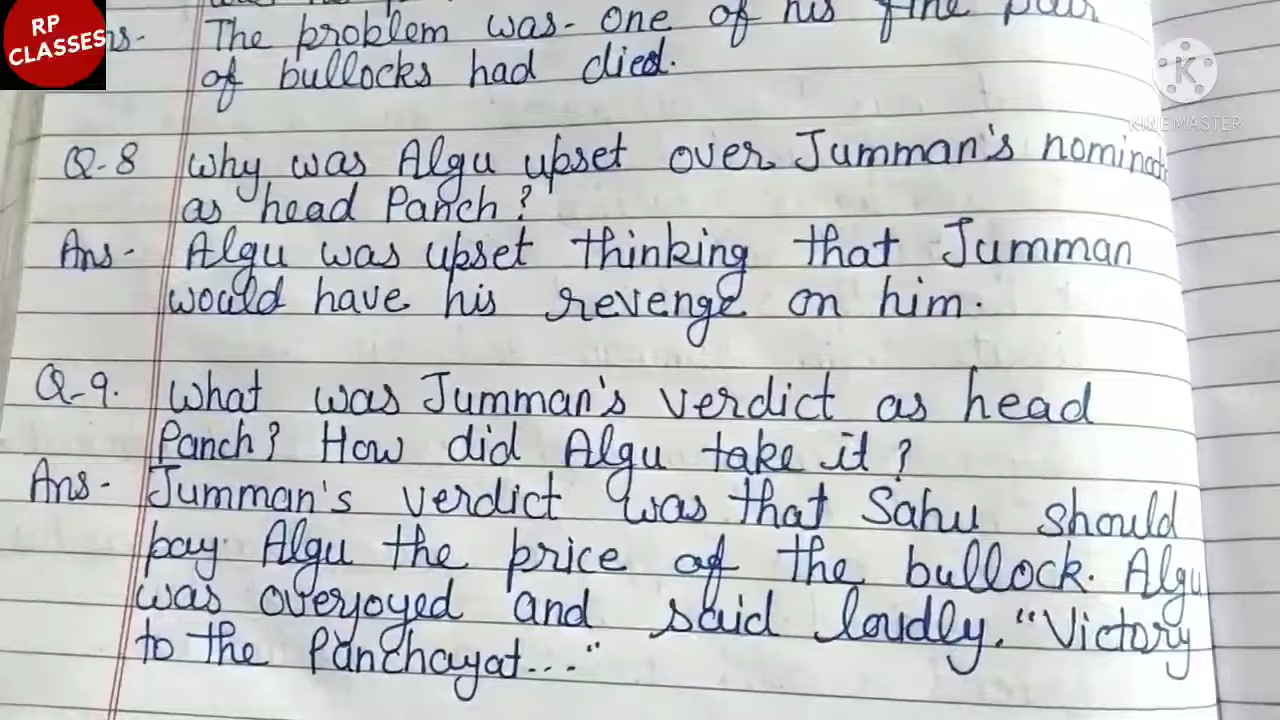 RP
CLASSES
ns- The problem was- one of his fine pair
of bullocks had died.
K
KINEMASTER
Q-8 Why was Algu upset over Jumman's nominati
as head Panch?
Ans- Algu was upset thinking that Jumman
would have his revenge on him.
Q-9. What was Jumman's verdict as head
Panch? How did Algu take it?
Ans- Jumman's verdict was that Sahu should
pay Algu the price of the bullock. Algu
was overjoyed and said loudly. "Victory
to the Panchayat..."